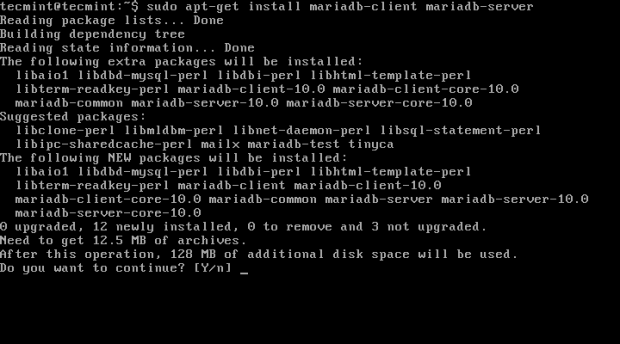 tecmint@tecmint:~$ sudo apt-get install mariadb-client mariadb-server
Reading package lists... Done
Building dependency tree
Reading state information... Done
The following extra packages will be installed:
  libaio1 libdbd-mysql-perl libdbi-perl libhtml-template-perl
  libterm-readkey-perl mariadb-client-10.0 mariadb-client-core-10.0
  mariadb-common mariadb-server-10.0 mariadb-server-core-10.0
Suggested packages:
  libclone-perl libmldbm-perl libnet-daemon-perl libsql-statement-perl
  libipc-sharedcache-perl mailx mariadb-test tinyca
The following NEW packages will be installed:
  libaio1 libdbd-mysql-perl libdbi-perl libhtml-template-perl
  libterm-readkey-perl mariadb-client mariadb-client-10.0
  mariadb-client-core-10.0 mariadb-common mariadb-server mariadb-server-10.0
  mariadb-server-core-10.0
0 upgraded, 12 newly installed, 0 to remove and 3 not upgraded.
Need to get 12.5 MB of archives.
After this operation, 128 MB of additional disk space will be used.
Do you want to continue? [Y/n] _